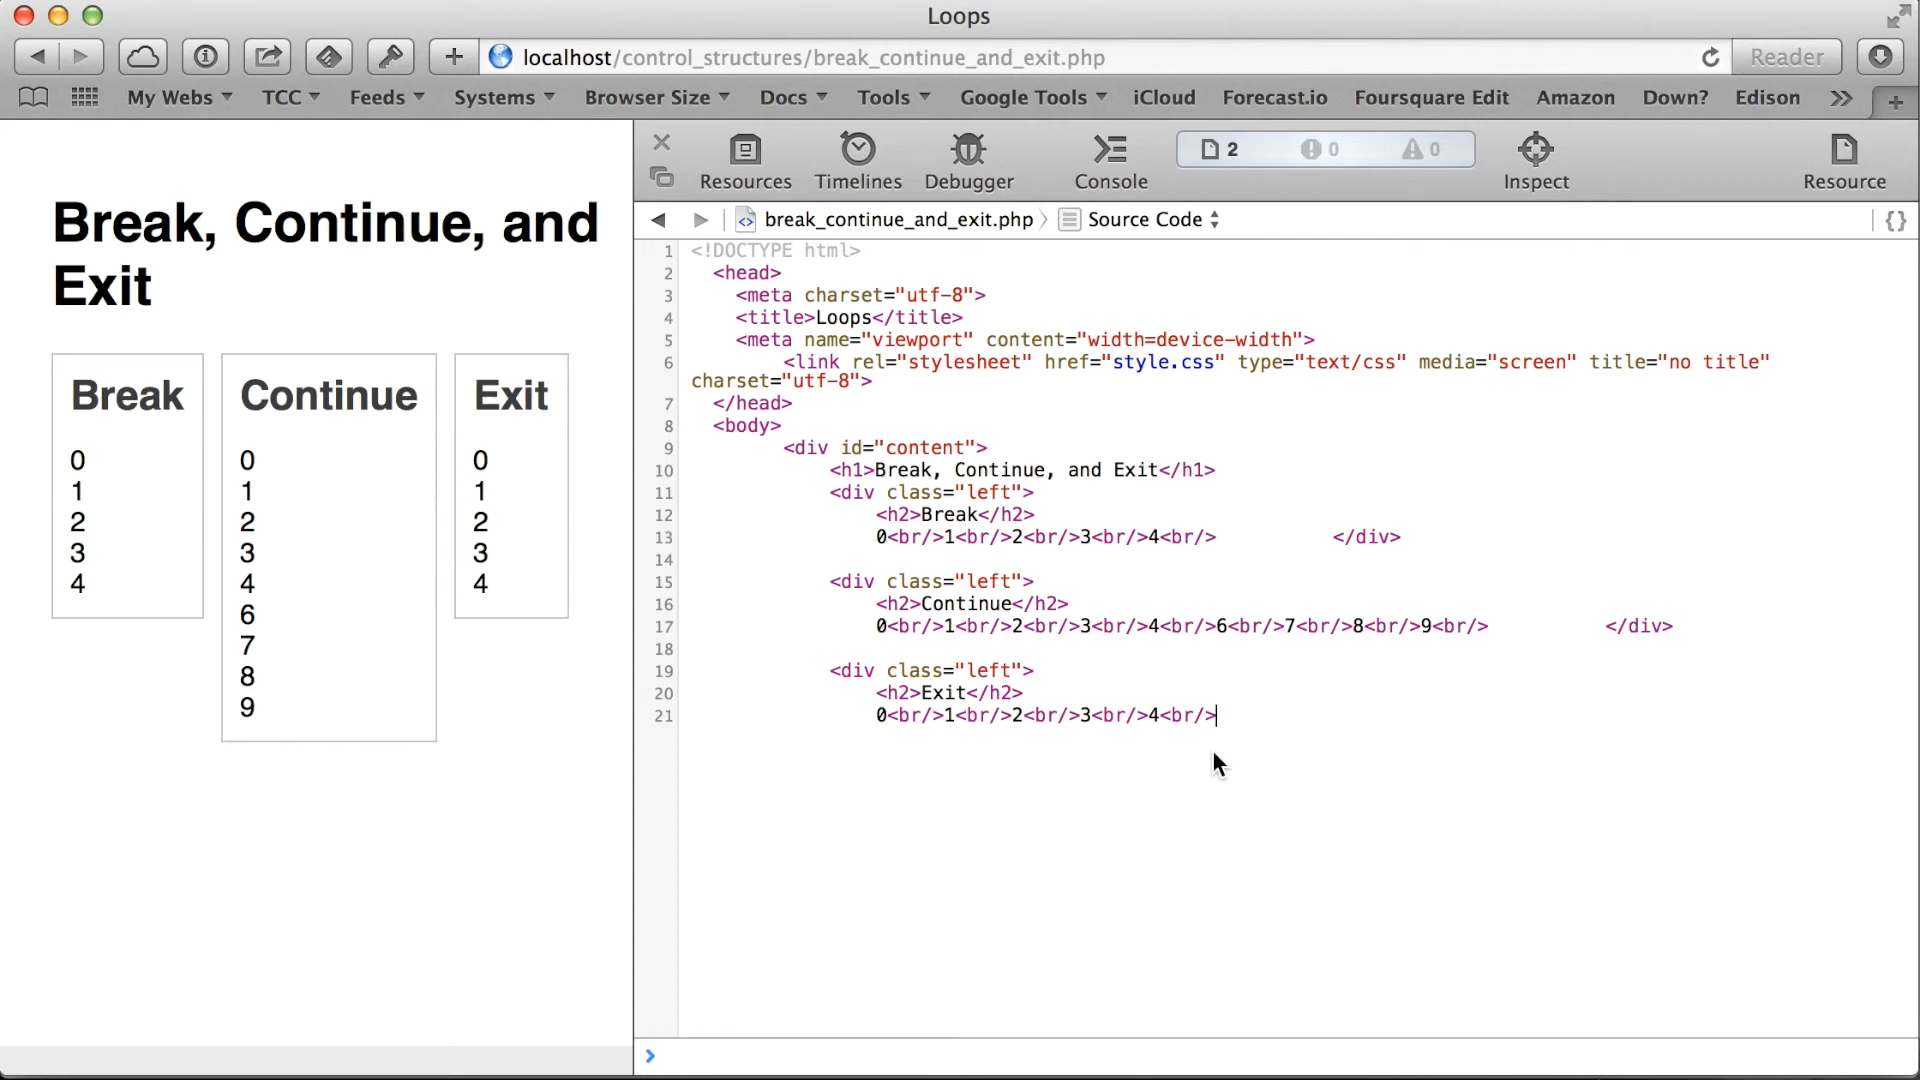 Loops
localhost/control_structures/break_continue_and_exit.php
Reader
My Webs
TCC
Feeds
Systems
Browser Size
Docs
Tools
Google Tools
iCloud
Forecast.io
Foursquare Edit
Amazon
Down?
Edison
Break, Continue, and
Exit
Break
0
1
2
3
4
Continue
0
1
2
3
4
6
7
8
9
Exit
0
1
2
3
4
Resources
Timelines
Debugger
Console
2
0
0
Inspect
Resource
break_continue_and_exit.php
Source Code
{}
1 <!DOCTYPE html>
2 <head>
3 <meta charset="utf-8">
4 <title>Loops</title>
5 <meta name="viewport" content="width=device-width">
6 <link rel="stylesheet" href="style.css" type="text/css" media="screen" title="no title"
charset="utf-8">
7 </head>
8 <body>
9 <div id="content">
10 <h1>Break, Continue, and Exit</h1>
11 <div class="left">
12 <h2>Break</h2>
13 0<br/>1<br/>2<br/>3<br/>4<br/> </div>
14
15 <div class="left">
16 <h2>Continue</h2>
17 0<br/>1<br/>2<br/>3<br/>4<br/>6<br/>7<br/>8<br/>9<br/> </div>
18
19 <div class="left">
20 <h2>Exit</h2>
21 0<br/>1<br/>2<br/>3<br/>4<br/>